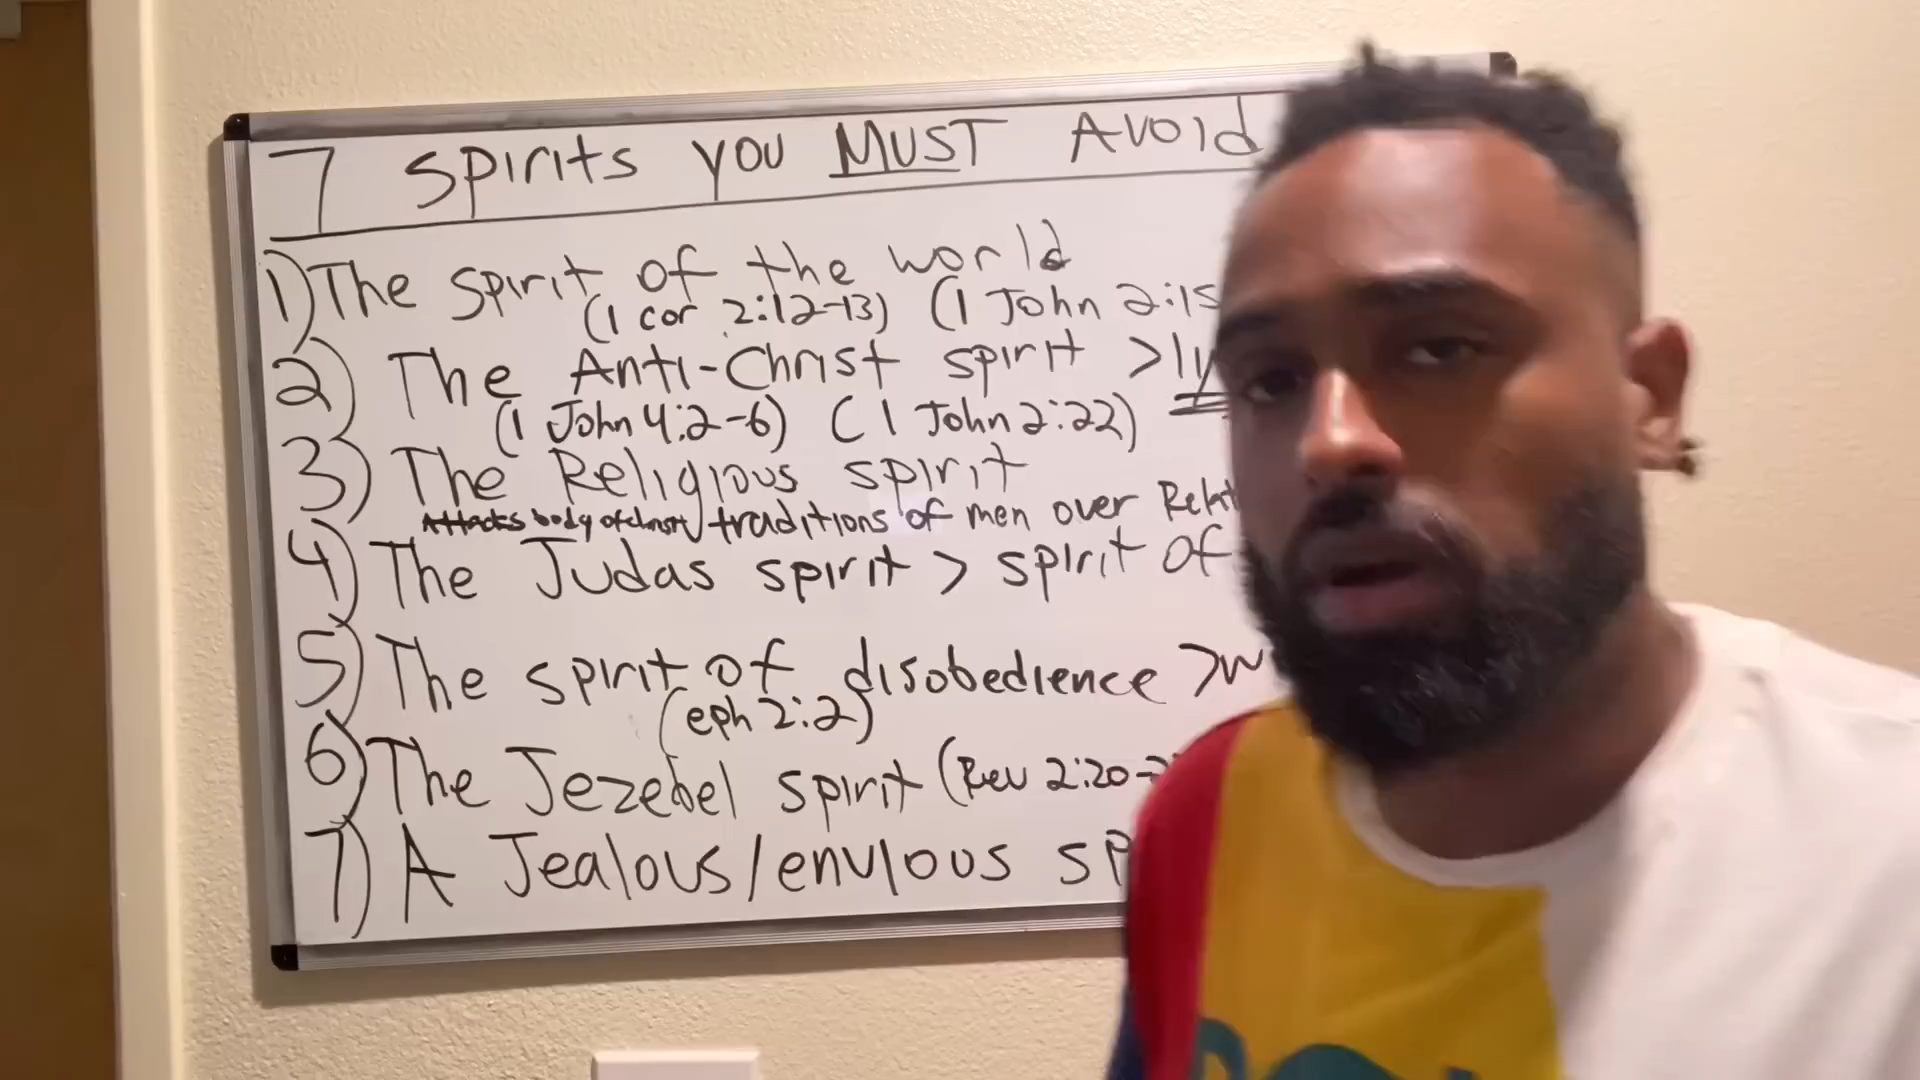 7 Spirits you MUST Avoid
1) The spirit of the world
(1 cor 2:12-13) (1 John 2:15
2) The Anti-Christ spirit >
(1 John 4:2-6) (1 John 2:22)
3) The Religious spirit
Attacks body of christ / traditions of men over
4) The Judas spirit > spirit of
5) The spirit of disobedience >
(eph 2:2)
6) The Jezebel spirit (Rev 2:20-
7) A Jealous/envious